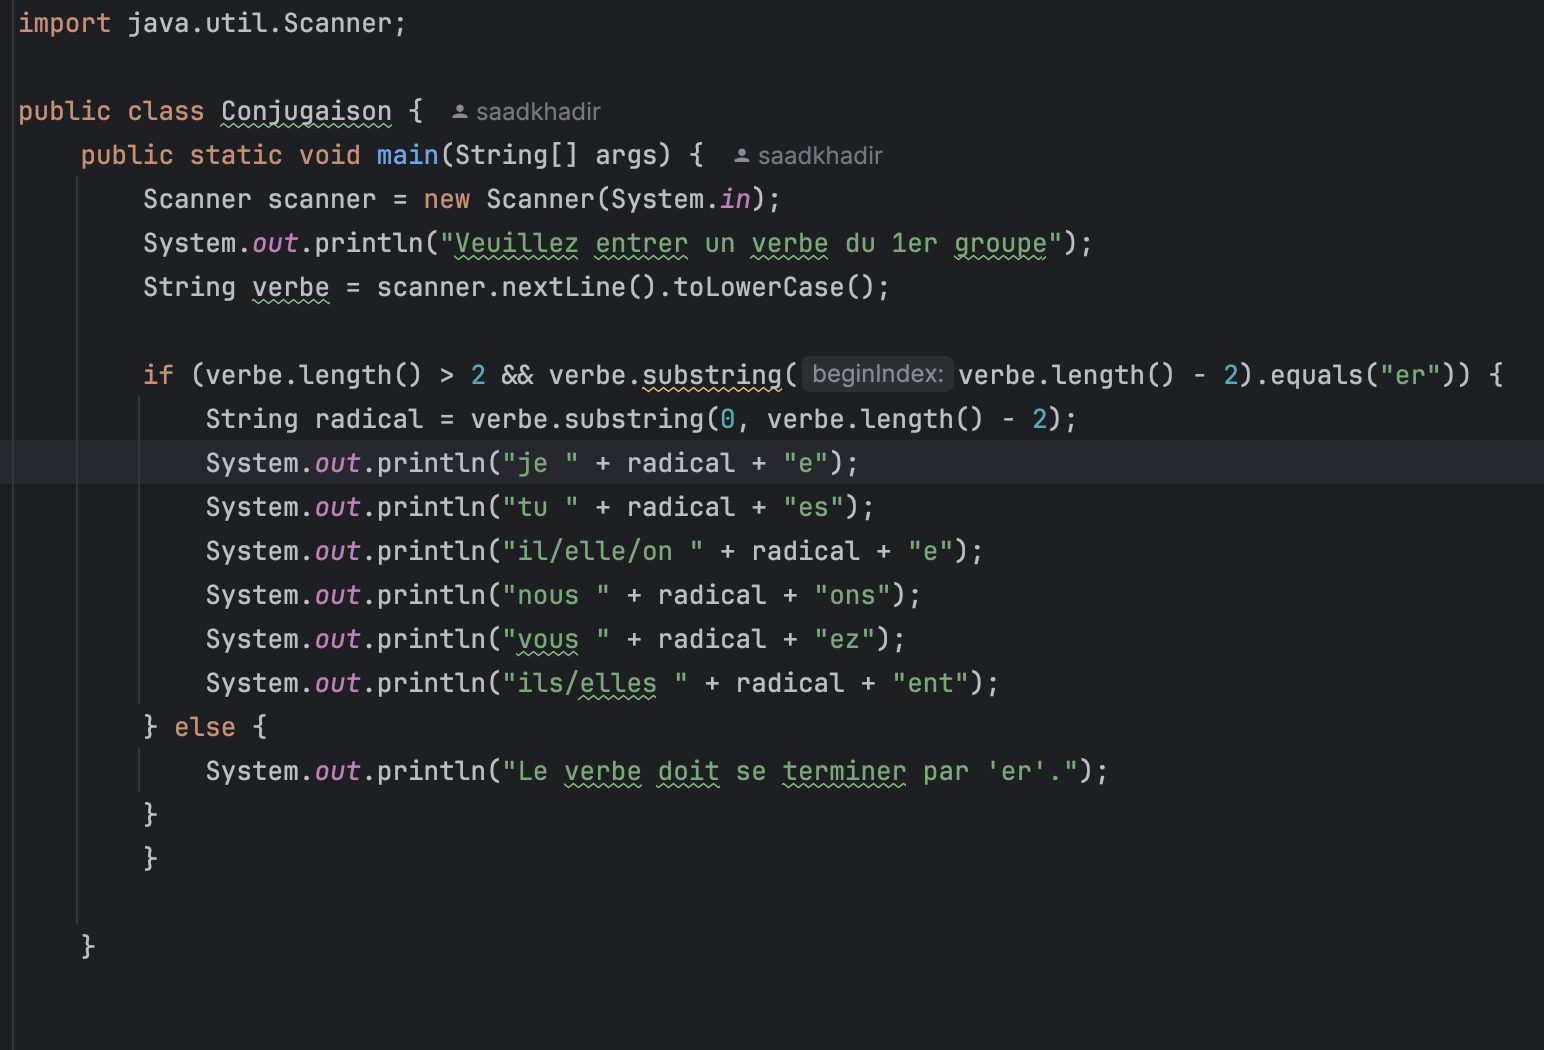 import java.util.Scanner;
public class Conjugaison { saadkhadir
public static void main(String[] args) { saadkhadir
Scanner scanner = new Scanner(System.in);
System.out.println("Veuillez entrer un verbe du 1er groupe");
String verbe = scanner.nextLine().toLowerCase();
if (verbe.length() > 2 && verbe.substring( beginIndex: verbe.length() - 2).equals("er")) {
String radical = verbe.substring(0, verbe.length() - 2);
System.out.println("je " + radical + "e");
System.out.println("tu " + radical + "es");
System.out.println("il/elle/on " + radical + "e");
System.out.println("nous " + radical + "ons");
System.out.println("vous " + radical + "ez");
System.out.println("ils/elles " + radical + "ent");
} else {
System.out.println("Le verbe doit se terminer par 'er'.");
}
}
}